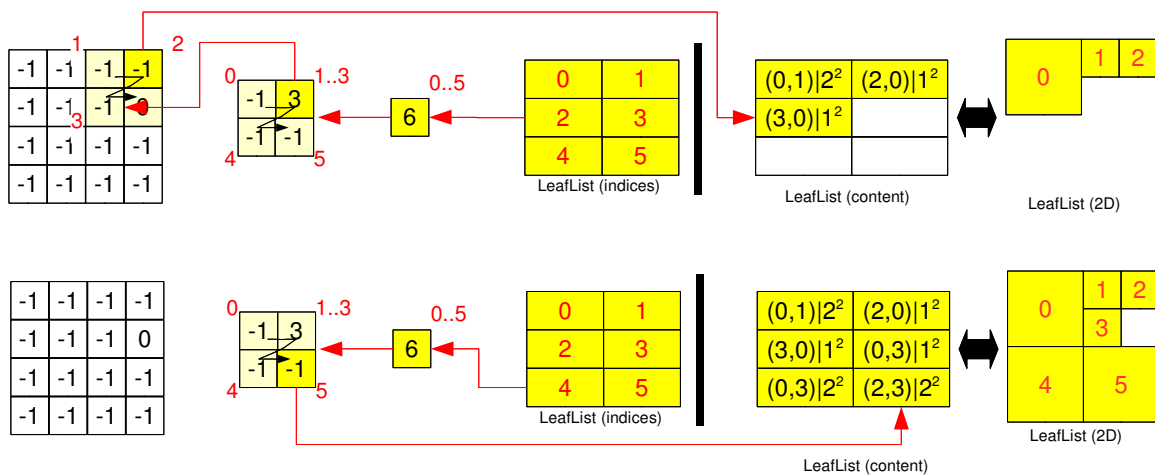 1 2
-1 -1 -1 -1
-1 -1 -1 0
3
-1 -1 -1 -1
-1 -1 -1 -1
0 1..3
-1 3
-1 -1
4 5
0..5
6
0 1
2 3
4 5
LeafList (indices)
(0,1)|2² (2,0)|1²
(3,0)|1²
LeafList (content)
0 1 2
LeafList (2D)
-1 -1 -1 -1
-1 -1 -1 0
-1 -1 -1 -1
-1 -1 -1 -1
0 1..3
-1 3
-1 -1
4 5
0..5
6
0 1
2 3
4 5
LeafList (indices)
(0,1)|2² (2,0)|1²
(3,0)|1² (0,3)|1²
(0,3)|2² (2,3)|2²
LeafList (content)
0 1 2
3
4 5
LeafList (2D)